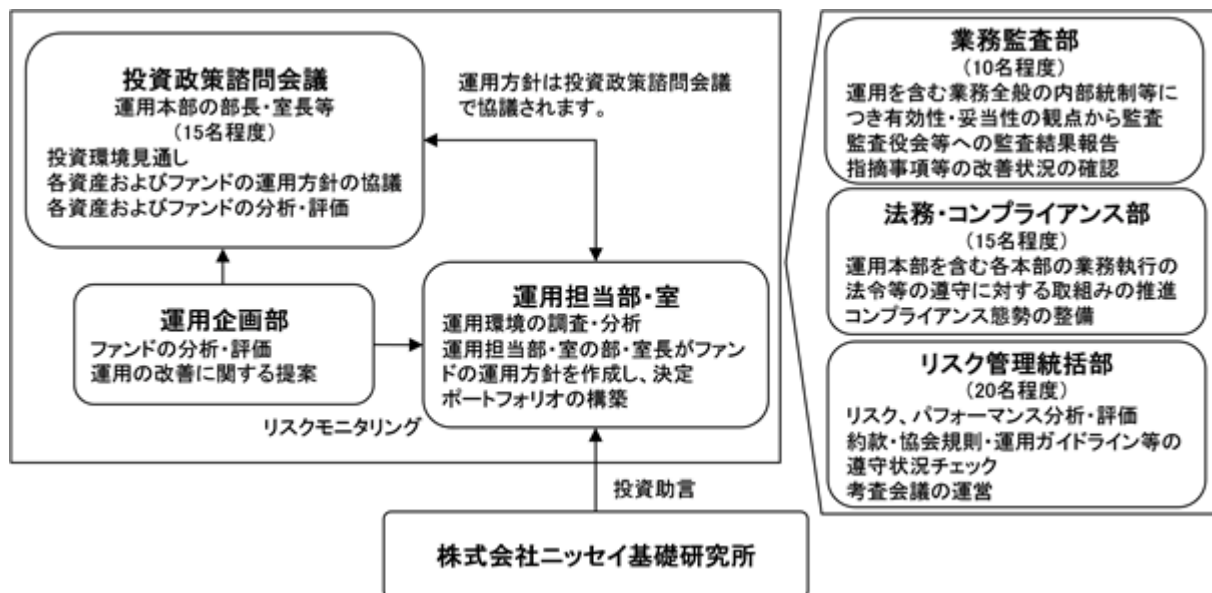 投資政策諮問会議
運用本部の部長・室長等
(15名程度)
投資環境見通し
各資産およびファンドの運用方針の協議
各資産およびファンドの分析・評価
運用方針は投資政策諮問会議
で協議されます。
運用企画部
ファンドの分析・評価
運用の改善に関する提案
リスクモニタリング
運用担当部・室
運用環境の調査・分析
運用担当部・室の部・室長がファン
ドの運用方針を作成し、決定
ポートフォリオの構築
投資助言
株式会社ニッセイ基礎研究所
業務監査部
(10名程度)
運用を含む業務全般の内部統制等に
つき有効性・妥当性の観点から監査
監査役会等への監査結果報告
指摘事項等の改善状況の確認
法務・コンプライアンス部
(15名程度)
運用本部を含む各本部の業務執行の
法令等の遵守に対する取組みの推進
コンプライアンス態勢の整備
リスク管理統括部
(20名程度)
リスク、パフォーマンス分析・評価
約款・協会規則・運用ガイドライン等の
遵守状況チェック
考査会議の運営